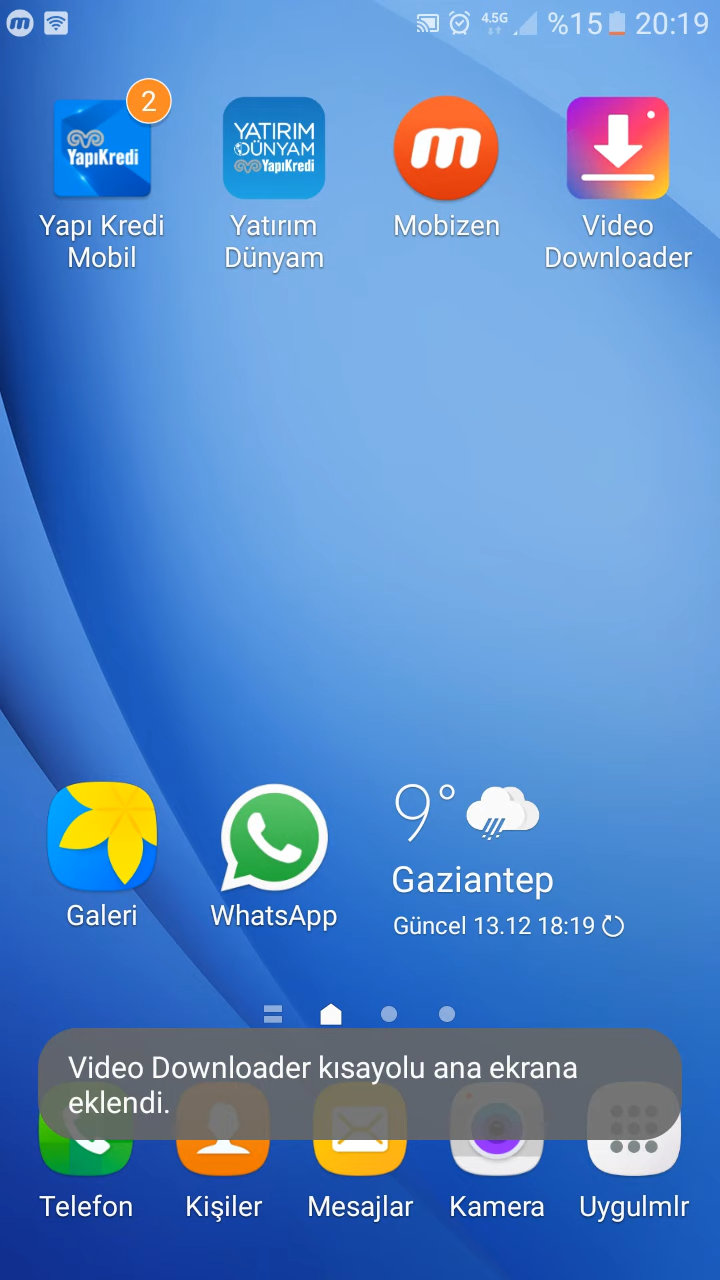 4.5G %15 20:19
2
YapıKredi
YATIRIM
DÜNYAM
YapıKredi
m
Yapı Kredi
Mobil
Yatırım
Dünyam
Mobizen
Video
Downloader
9°
Galeri
WhatsApp
Gaziantep
Güncel 13.12 18:19
Video Downloader kısayolu ana ekrana
eklendi.
Telefon
Kişiler
Mesajlar
Kamera
Uygulmlr